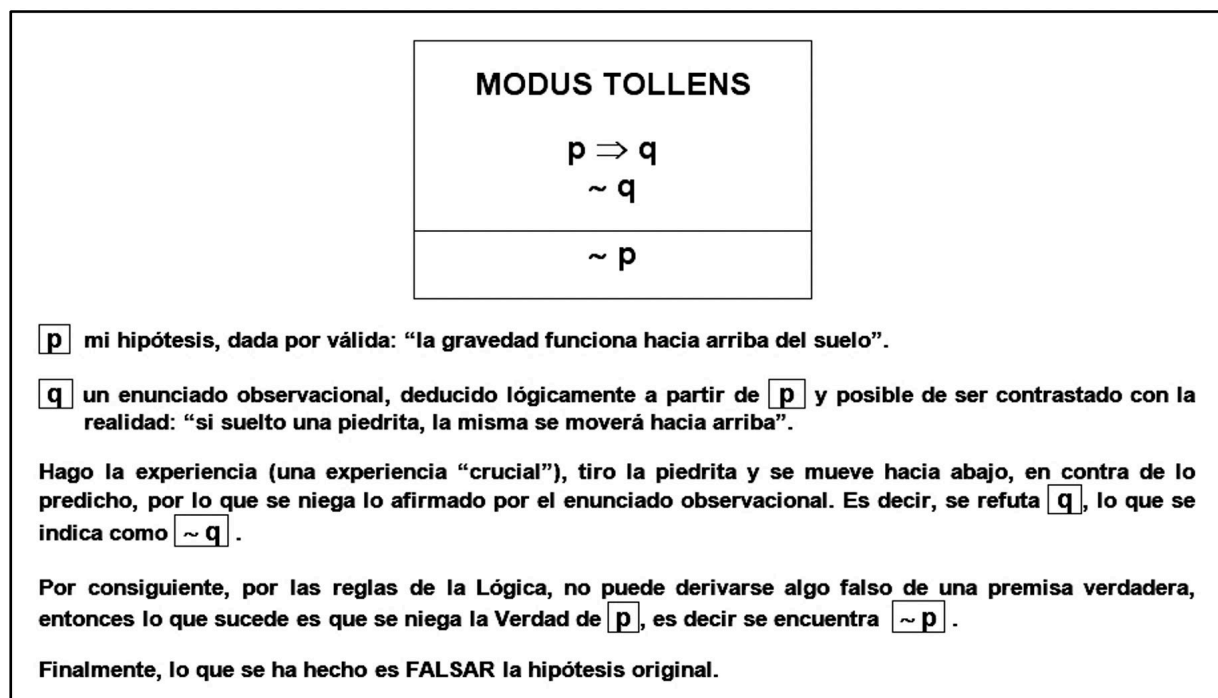 MODUS TOLLENS
p ⇒ q
~ q
~ p
p mi hipótesis, dada por válida: “la gravedad funciona hacia arriba del suelo”.
q un enunciado observacional, deducido lógicamente a partir de p y posible de ser contrastado con la
realidad: “si suelto una piedrita, la misma se moverá hacia arriba”.
Hago la experiencia (una experiencia “crucial”), tiro la piedrita y se mueve hacia abajo, en contra de lo
predicho, por lo que se niega lo afirmado por el enunciado observacional. Es decir, se refuta q, lo que se
indica como ~ q .
Por consiguiente, por las reglas de la Lógica, no puede derivarse algo falso de una premisa verdadera,
entonces lo que sucede es que se niega la Verdad de p, es decir se encuentra ~ p .
Finalmente, lo que se ha hecho es FALSAR la hipótesis original.